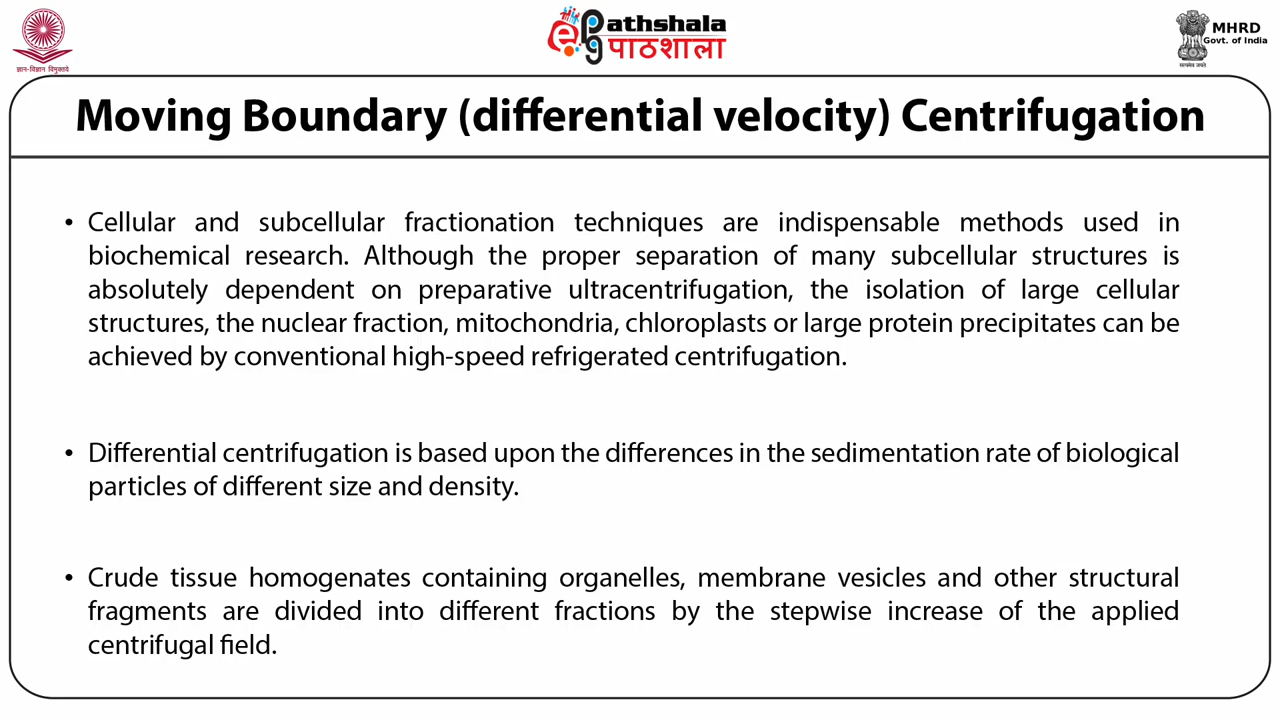 ज्ञान-विज्ञान विमुक्तये
ePathshala
पाठशाला
MHRD
Govt. of India
सत्यमेव जयते
Moving Boundary (differential velocity) Centrifugation
• Cellular and subcellular fractionation techniques are indispensable methods used in
biochemical research. Although the proper separation of many subcellular structures is
absolutely dependent on preparative ultracentrifugation, the isolation of large cellular
structures, the nuclear fraction, mitochondria, chloroplasts or large protein precipitates can be
achieved by conventional high-speed refrigerated centrifugation.
• Differential centrifugation is based upon the differences in the sedimentation rate of biological
particles of different size and density.
• Crude tissue homogenates containing organelles, membrane vesicles and other structural
fragments are divided into different fractions by the stepwise increase of the applied
centrifugal field.